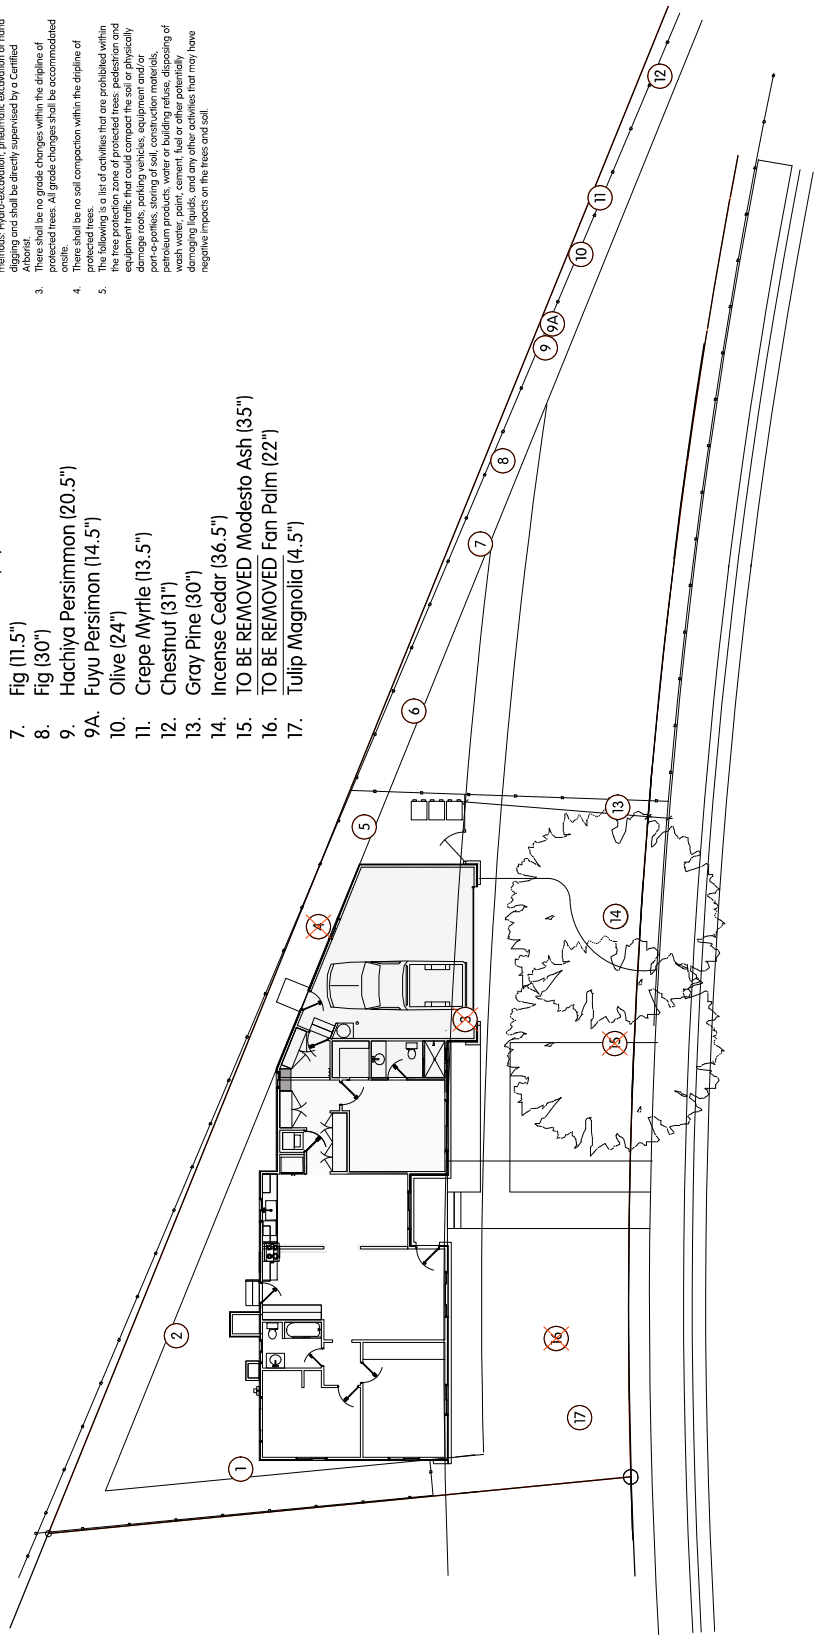 methods: Hydro-excavation, pneumatic excavation or hand
digging and shall be directly supervised by a Certified
Arborist.
3. There shall be no grade changes within the dripline of
protected trees. All grade changes shall be accommodated
onsite.
4. There shall be no soil compaction within the dripline of
protected trees.
5. The following is a list of activities that are prohibited within
the tree protection zone of protected trees: pedestrian and
equipment traffic that could compact the soil or physically
damage roots, parking vehicles, equipment and/or
port-a-potties, storing of soil, construction materials,
petroleum products, water or building refuse, disposing of
wash water, paint, cement, fuel or other potentially
damaging liquids, and any other activities that may have
negative impacts on the trees and soil.
7. Fig (11.5")
8. Fig (30")
9. Hachiya Persimmon (20.5")
9A. Fuyu Persimon (14.5")
10. Olive (24")
11. Crepe Myrtle (13.5")
12. Chestnut (31")
13. Gray Pine (30")
14. Incense Cedar (36.5")
15. TO BE REMOVED Modesto Ash (35")
16. TO BE REMOVED Fan Palm (22")
17. Tulip Magnolia (4.5")
1
2
3
4
5
6
7
8
9
9A
10
11
12
13
14
15
16
17